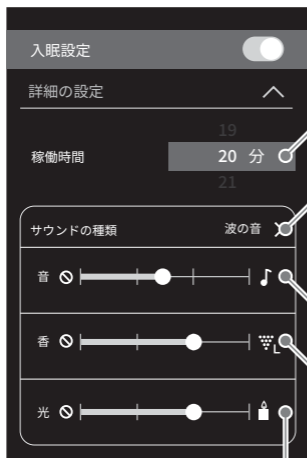 入眠設定
詳細の設定
19
稼働時間 20 分
21
サウンドの種類 波の音
音
香 L
光